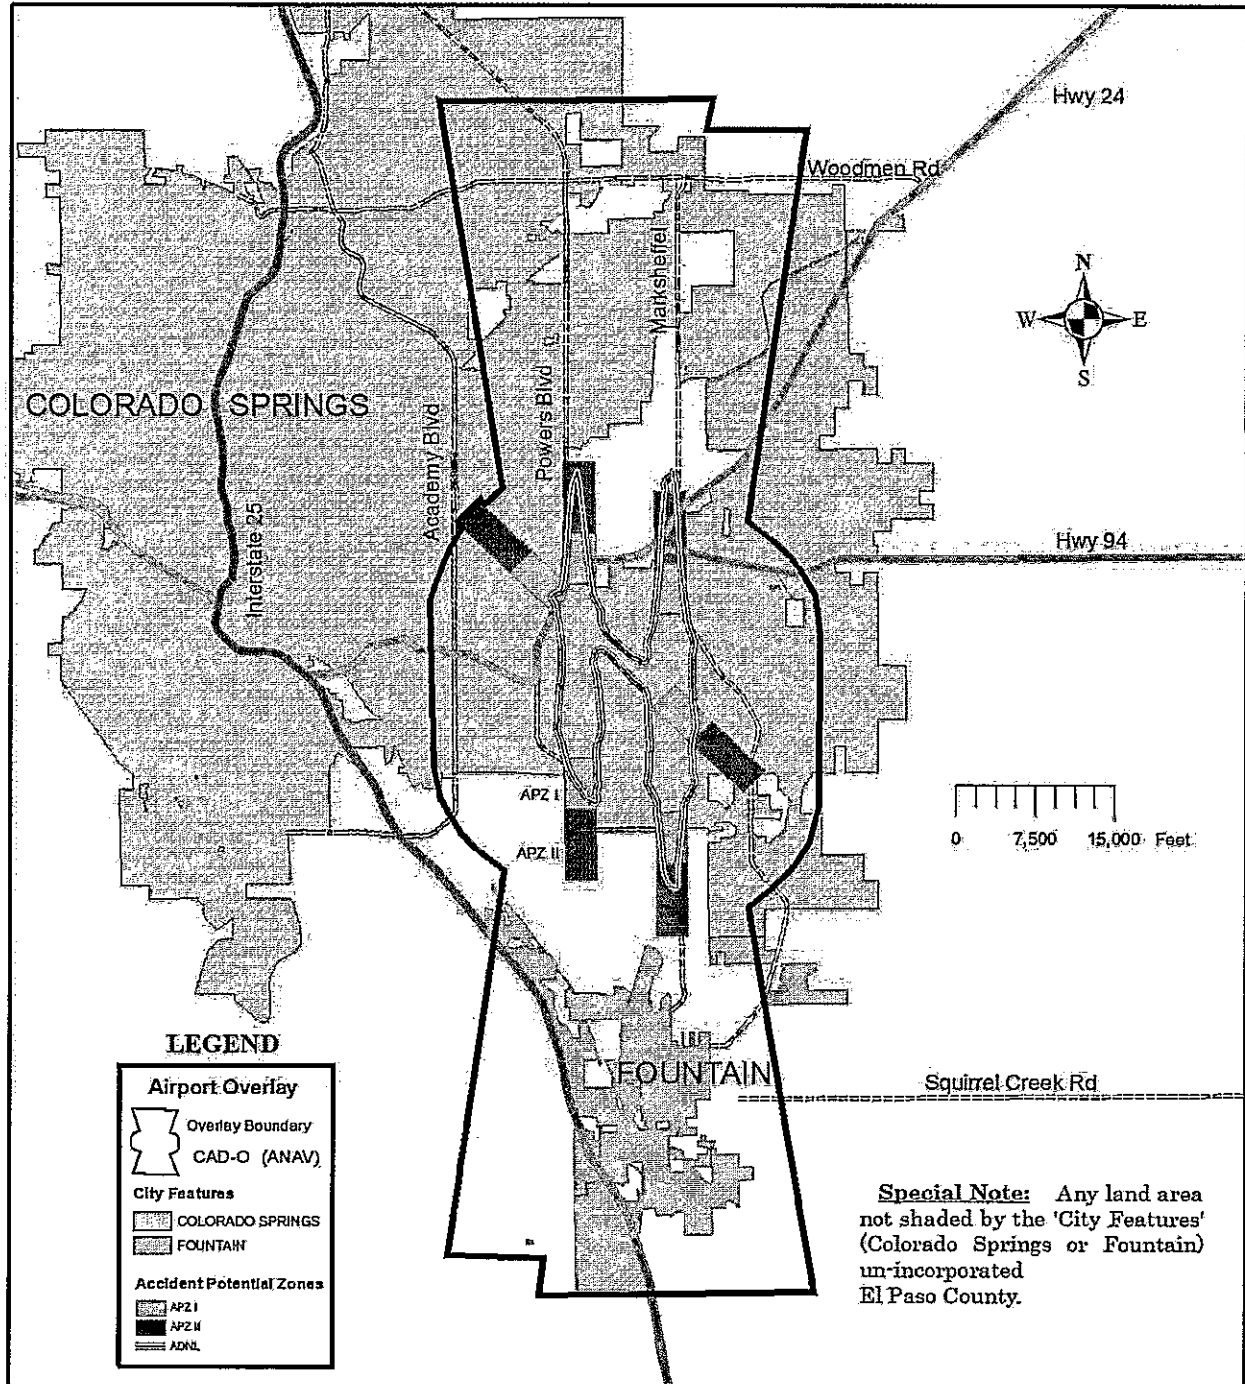 Hwy 24
Woodmen Rd
Marksheffel
N
W E
S
Powers Blvd
COLORADO SPRINGS
Academy Blvd
Interstate 25
Hwy 94
APZ I
0 7,500 15,000 Feet
APZ II
LEGEND
Airport Overlay
Overlay Boundary
CAD-O (ANAV)
City Features
COLORADO SPRINGS
FOUNTAIN
Accident Potential Zones
APZ I
APZ II
ADNL
FOUNTAIN
Squirrel Creek Rd
Special Note: Any land area
not shaded by the 'City Features'
(Colorado Springs or Fountain)
un-incorporated
El Paso County.